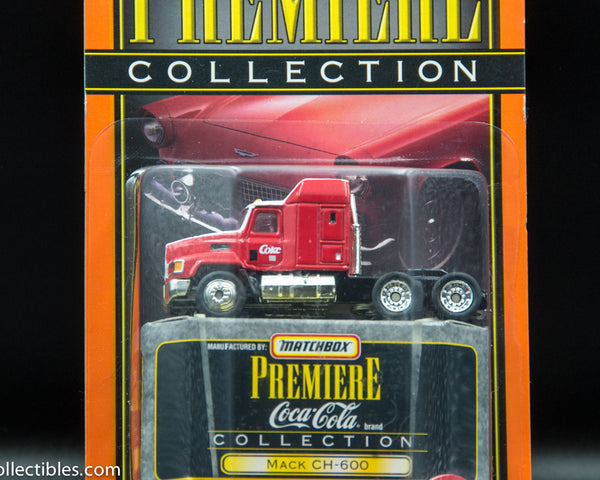 PREMIERE
COLLECTION
Coke
MANUFACTURED BY:
MATCHBOX
PREMIERE
Coca-Cola brand
COLLECTION
MACK CH-600
ollectibles.com